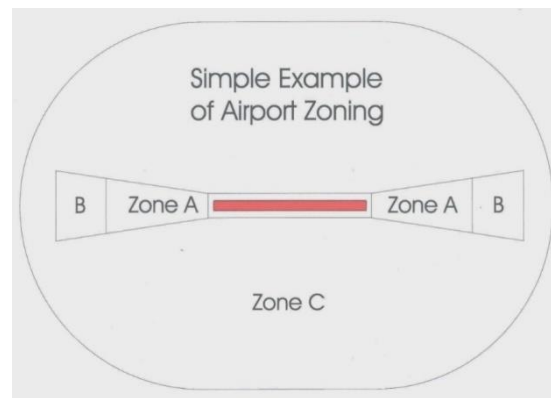 Simple Example
of Airport Zoning
B
Zone A
Zone A
B
Zone C